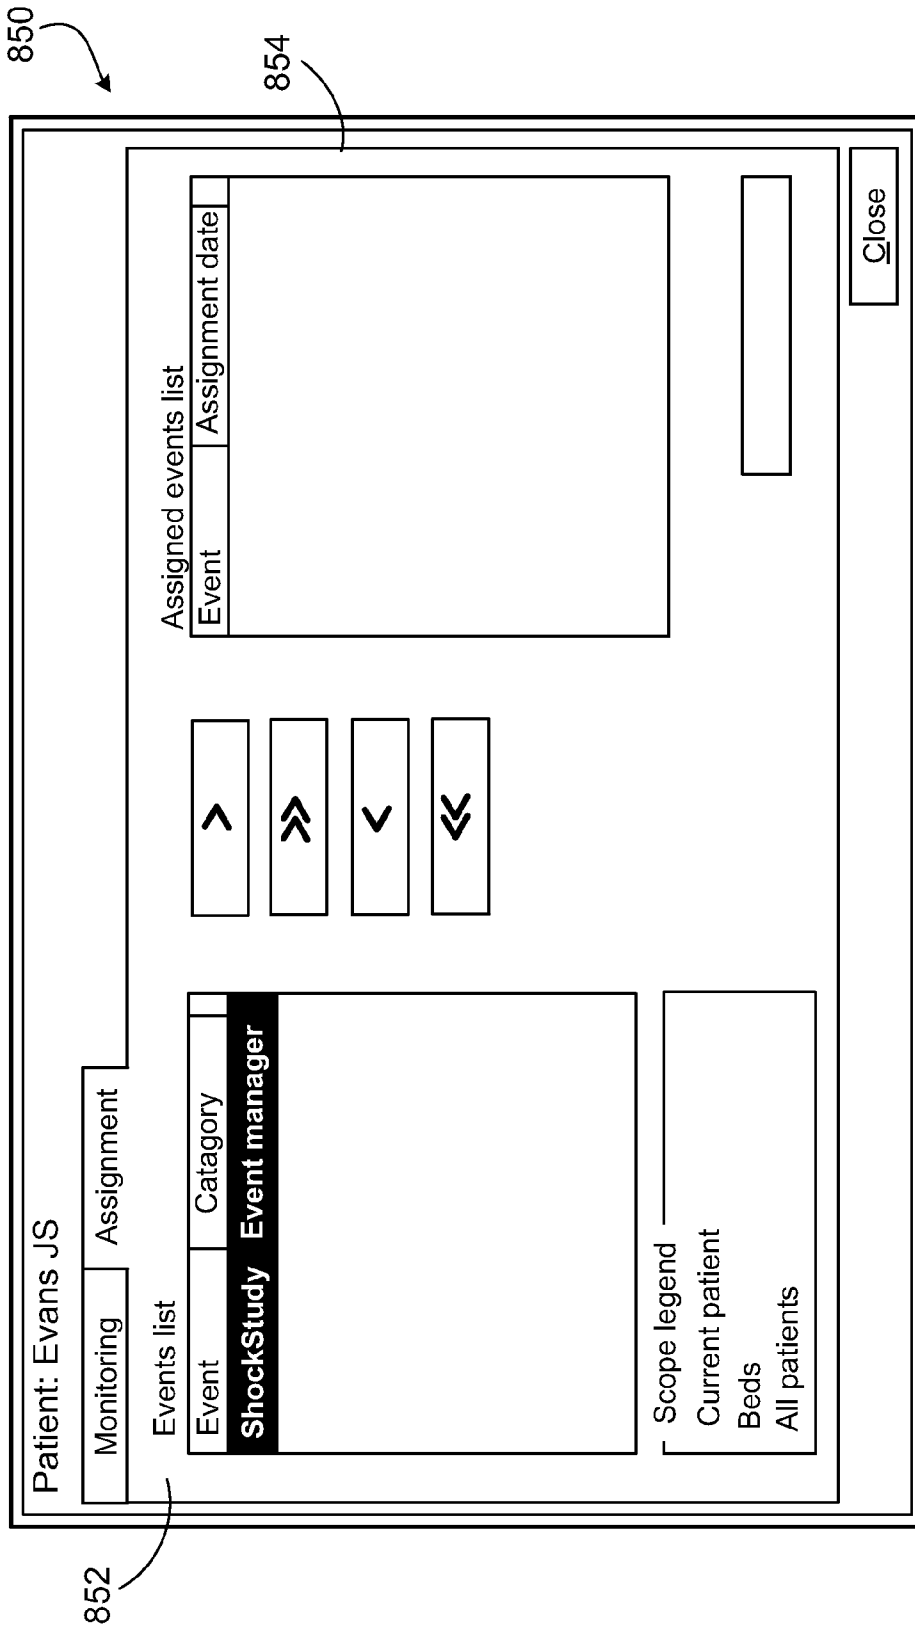 850
Patient: Evans JS
Monitoring Assignment
852
854
Events list
Event Catagory
ShockStudy Event manager
>
>>
<
<<
Assigned events list
Event Assignment date
Scope legend
Current patient
Beds
All patients
Close